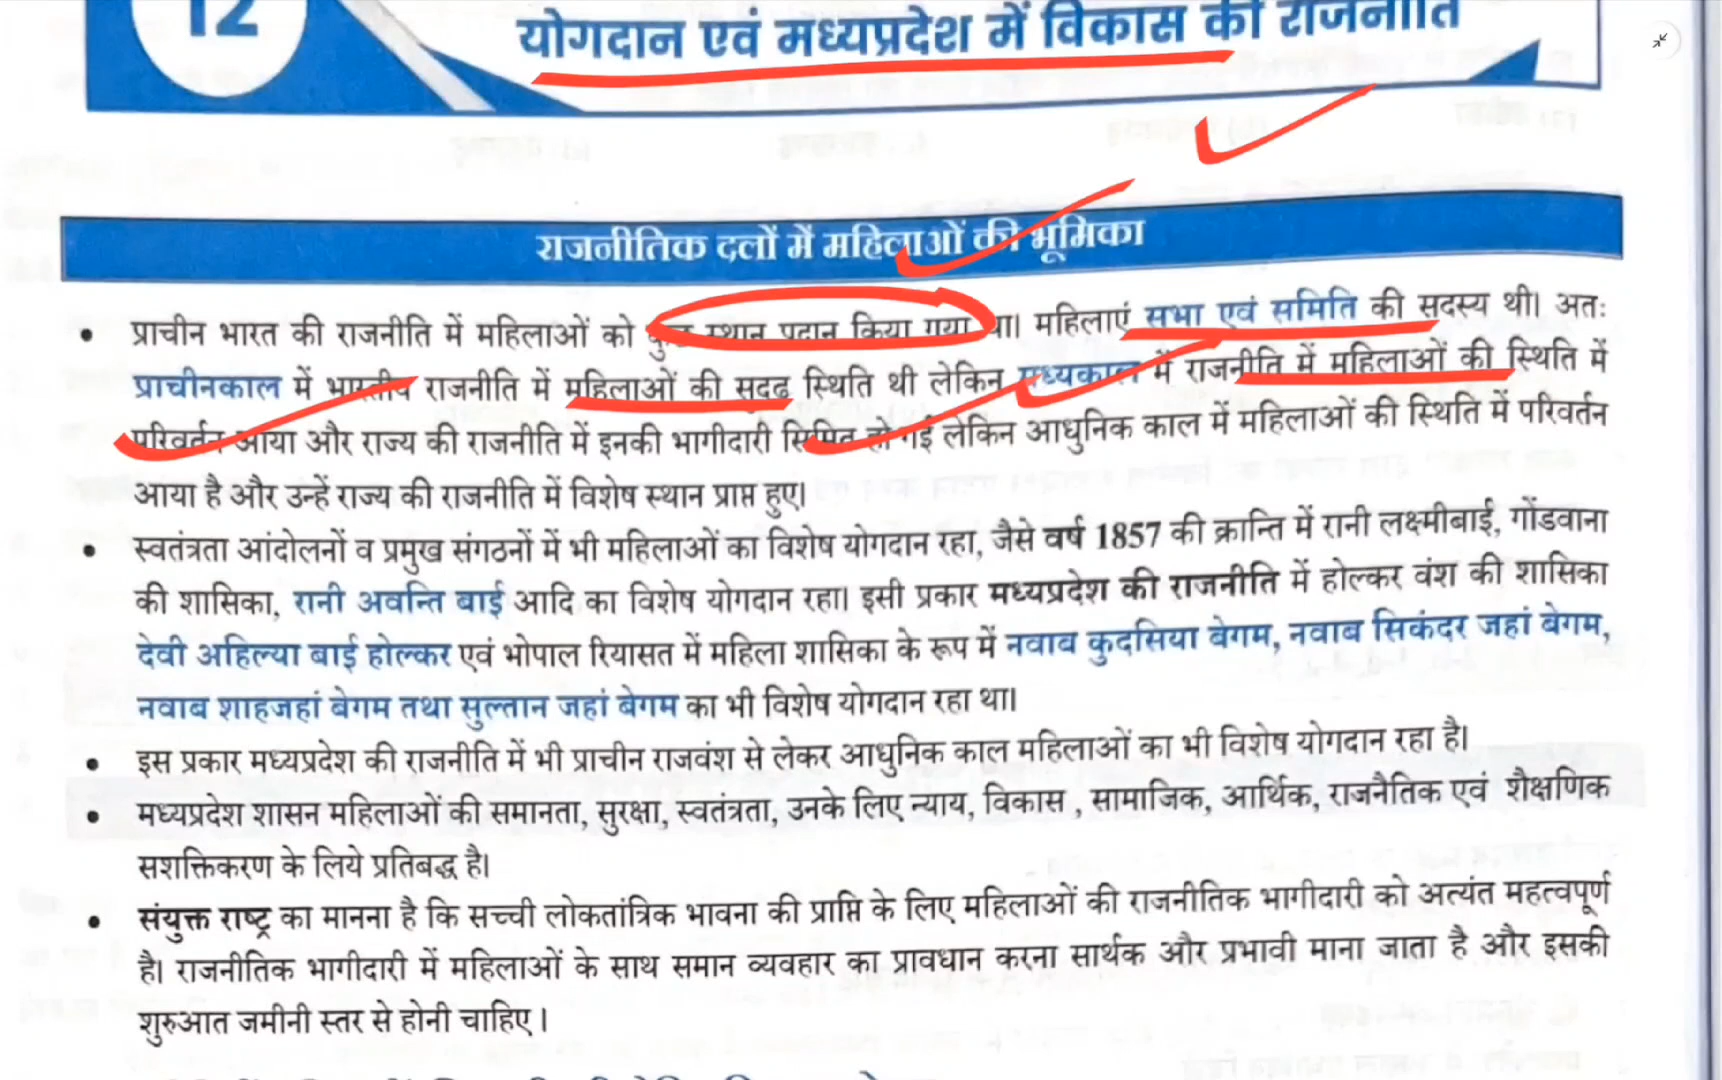 12
योगदान एवं मध्यप्रदेश में विकास की राजनीति
राजनीतिक दलों में महिलाओं की भूमिका
• प्राचीन भारत की राजनीति में महिलाओं को स्थान प्रदान किया गया था। महिलाएं सभा एवं समिति की सदस्य थी। अतः
प्राचीनकाल में भारतीय राजनीति में महिलाओं की सुदृढ़ स्थिति थी लेकिन मध्यकाल में राजनीति में महिलाओं की स्थिति में
परिवर्तन आया और राज्य की राजनीति में इनकी भागीदारी सिमित हो गई लेकिन आधुनिक काल में महिलाओं की स्थिति में परिवर्तन
आया है और उन्हें राज्य की राजनीति में विशेष स्थान प्राप्त हुए।
• स्वतंत्रता आंदोलनों व प्रमुख संगठनों में भी महिलाओं का विशेष योगदान रहा, जैसे वर्ष 1857 की क्रान्ति में रानी लक्ष्मीबाई, गोंडवाना
की शासिका, रानी अवन्ति बाई आदि का विशेष योगदान रहा। इसी प्रकार मध्यप्रदेश की राजनीति में होल्कर वंश की शासिका
देवी अहिल्या बाई होल्कर एवं भोपाल रियासत में महिला शासिका के रूप में नवाब कुदसिया बेगम, नवाब सिकंदर जहां बेगम,
नवाब शाहजहां बेगम तथा सुल्तान जहां बेगम का भी विशेष योगदान रहा था।
• इस प्रकार मध्यप्रदेश की राजनीति में भी प्राचीन राजवंश से लेकर आधुनिक काल महिलाओं का भी विशेष योगदान रहा है।
• मध्यप्रदेश शासन महिलाओं की समानता, सुरक्षा, स्वतंत्रता, उनके लिए न्याय, विकास , सामाजिक, आर्थिक, राजनैतिक एवं शैक्षणिक
सशक्तिकरण के लिये प्रतिबद्ध है।
• संयुक्त राष्ट्र का मानना है कि सच्ची लोकतांत्रिक भावना की प्राप्ति के लिए महिलाओं की राजनीतिक भागीदारी को अत्यंत महत्वपूर्ण
है। राजनीतिक भागीदारी में महिलाओं के साथ समान व्यवहार का प्रावधान करना सार्थक और प्रभावी माना जाता है और इसकी
शुरुआत जमीनी स्तर से होनी चाहिए ।